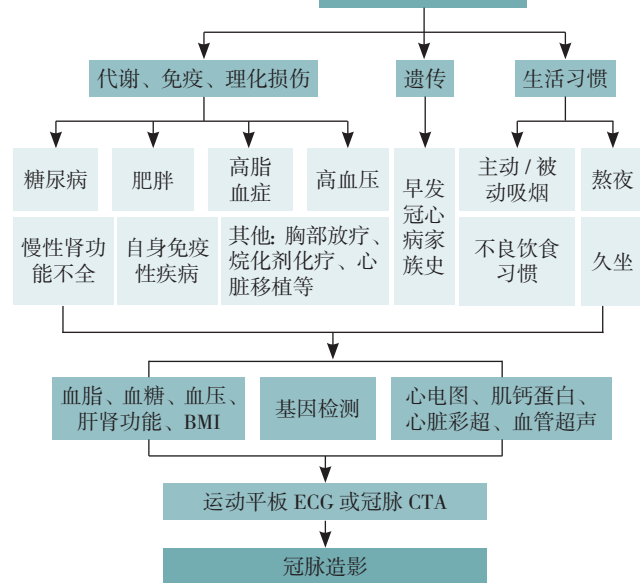 代谢、免疫、理化损伤
遗传
生活习惯
糖尿病
肥胖
高脂
血症
高血压
早发
冠心
病家
族史
主动 / 被
动吸烟
熬夜
慢性肾功
能不全
自身免疫
性疾病
其他: 胸部放疗、
烷化剂化疗、心
脏移植等
不良饮食
习惯
久坐
血脂、血糖、血压、
肝肾功能、BMI
基因检测
心电图、肌钙蛋白、
心脏彩超、血管超声
运动平板 ECG 或冠脉 CTA
冠脉造影